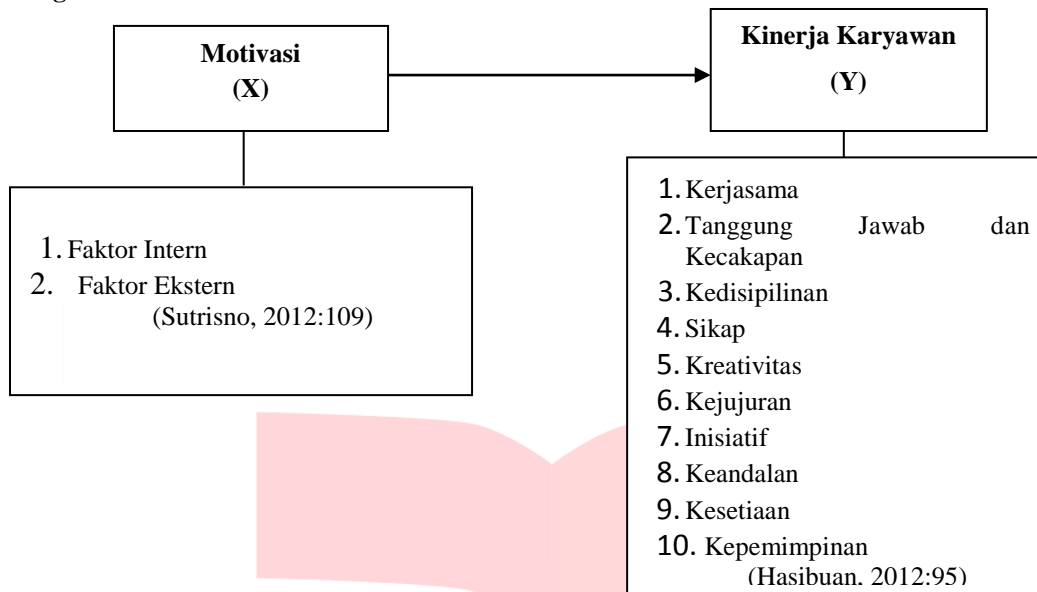 Motivasi
(X)
Kinerja Karyawan
(Y)
1. Faktor Intern
2. Faktor Ekstern
(Sutrisno, 2012:109)
1. Kerjasama
2. Tanggung Jawab dan
Kecakapan
3. Kedisipilinan
4. Sikap
5. Kreativitas
6. Kejujuran
7. Inisiatif
8. Keandalan
9. Kesetiaan
10. Kepemimpinan
(Hasibuan, 2012:95)